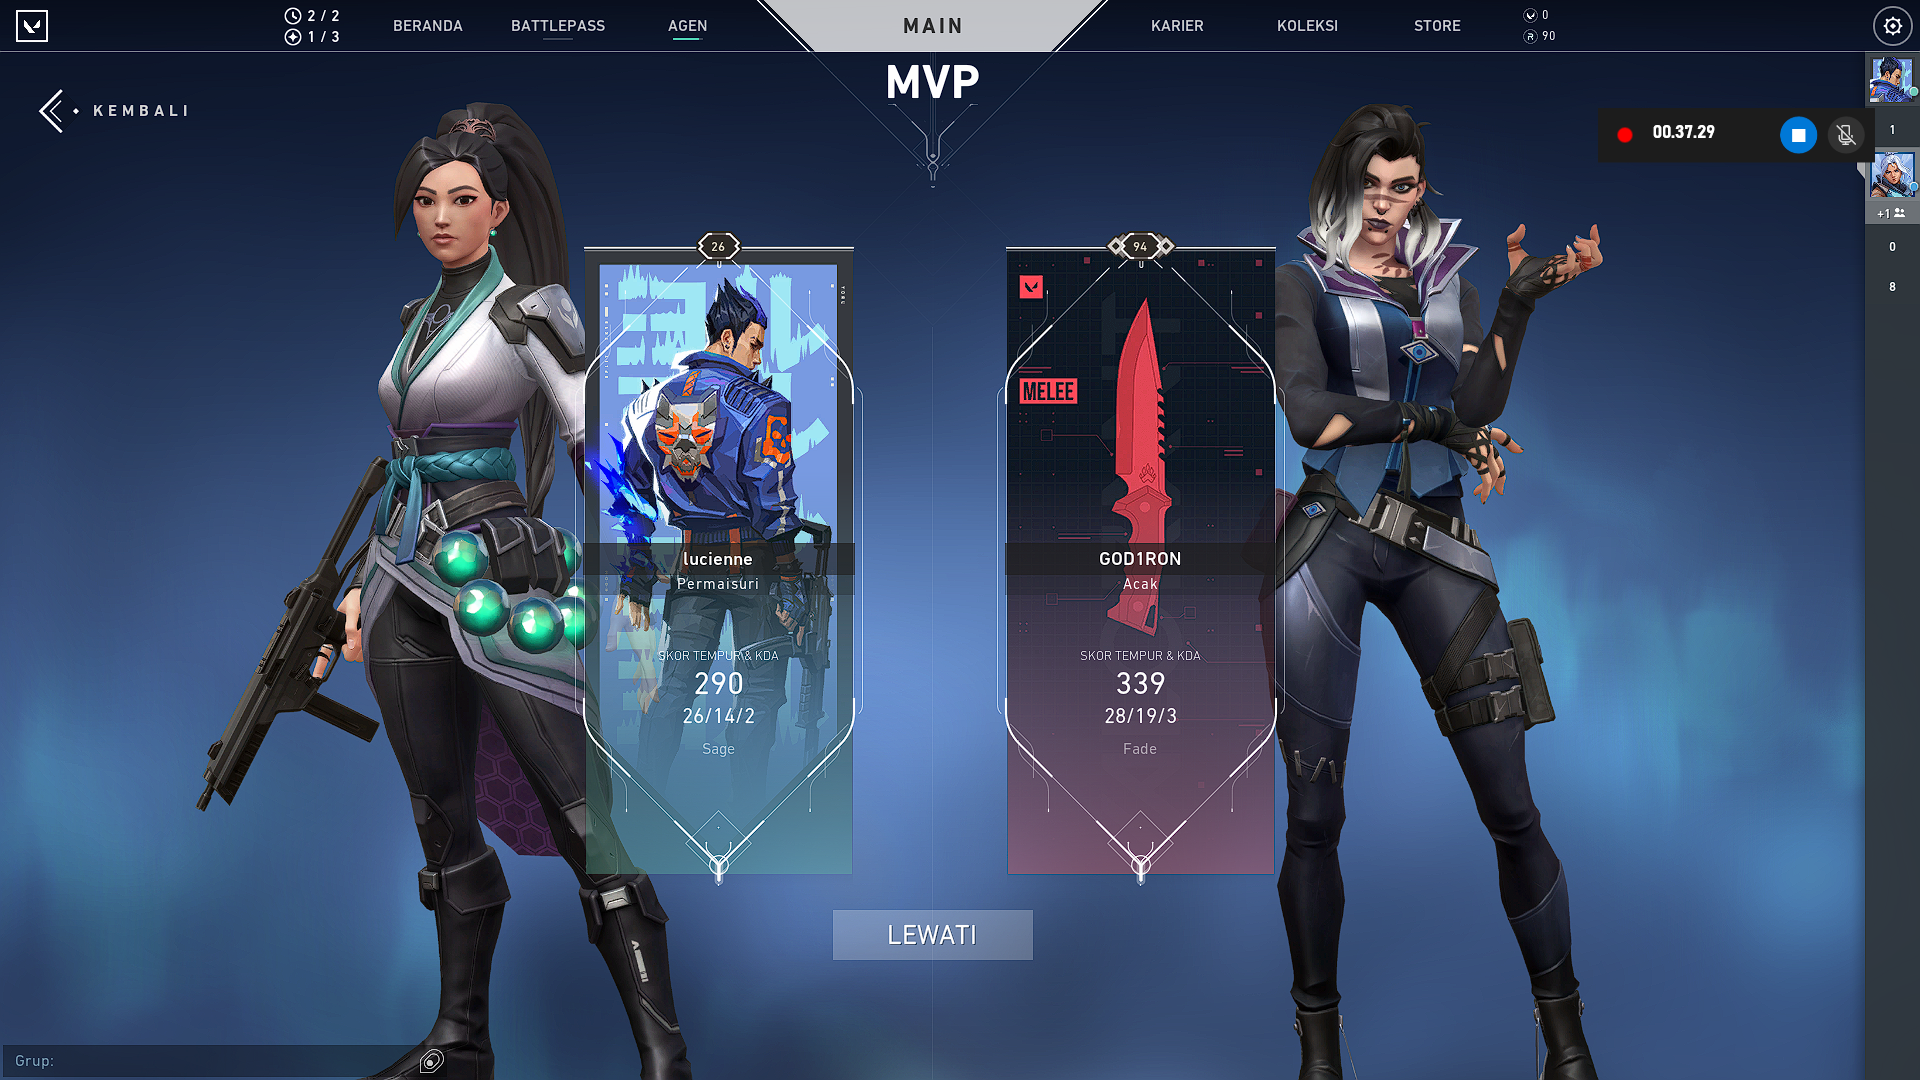 2 / 2
1 / 3
BERANDA
BATTLEPASS
AGEN
MAIN
KARIER
KOLEKSI
STORE
0
90
MVP
KEMBALI
00.37.29
1
+1
0
8
26
lucienne
Permaisuri
SKOR TEMPUR & KDA
290
26/14/2
Sage
94
MELEE
GOD1RON
Acak
SKOR TEMPUR & KDA
339
28/19/3
Fade
LEWATI
Grup: